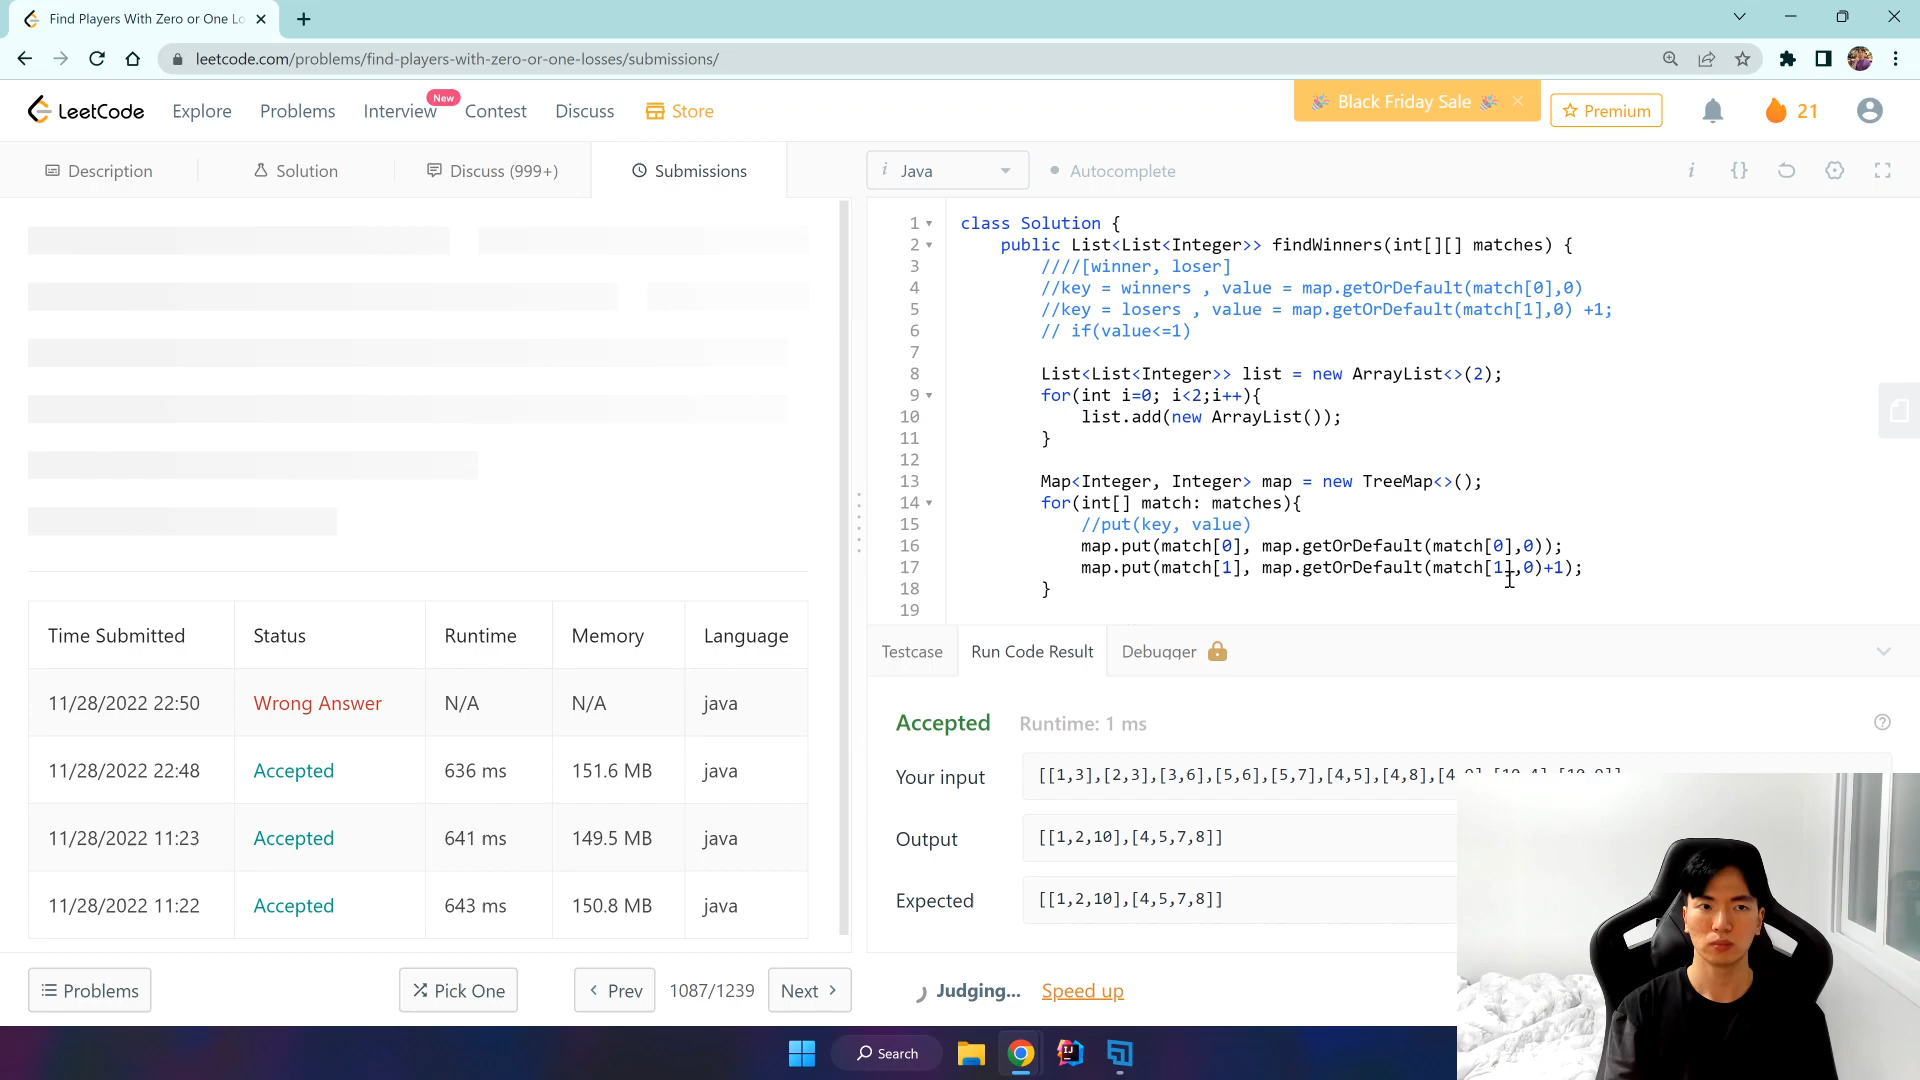 Find Players With Zero or One Lo
leetcode.com/problems/find-players-with-zero-or-one-losses/submissions/
LeetCode
Explore
Problems
Interview
New
Contest
Discuss
Store
Black Friday Sale
Premium
21
Description
Solution
Discuss (999+)
Submissions
i Java
Autocomplete
i
{}
1 class Solution {
2 public List<List<Integer>> findWinners(int[][] matches) {
3 ////[winner, loser]
4 //key = winners , value = map.getOrDefault(match[0],0)
5 //key = losers , value = map.getOrDefault(match[1],0) +1;
6 // if(value<=1)
7
8 List<List<Integer>> list = new ArrayList<>(2);
9 for(int i=0; i<2;i++){
10 list.add(new ArrayList());
11 }
12
13 Map<Integer, Integer> map = new TreeMap<>();
14 for(int[] match: matches){
15 //put(key, value)
16 map.put(match[0], map.getOrDefault(match[0],0));
17 map.put(match[1], map.getOrDefault(match[1],0)+1);
18 }
19
Time Submitted Status Runtime Memory Language
11/28/2022 22:50 Wrong Answer N/A N/A java
11/28/2022 22:48 Accepted 636 ms 151.6 MB java
11/28/2022 11:23 Accepted 641 ms 149.5 MB java
11/28/2022 11:22 Accepted 643 ms 150.8 MB java
Testcase
Run Code Result
Debugger
Accepted Runtime: 1 ms
Your input [[1,3],[2,3],[3,6],[5,6],[5,7],[4,5],[4,8],[4
Output [[1,2,10],[4,5,7,8]]
Expected [[1,2,10],[4,5,7,8]]
Problems
Pick One
Prev
1087/1239
Next
Judging...
Speed up
Search